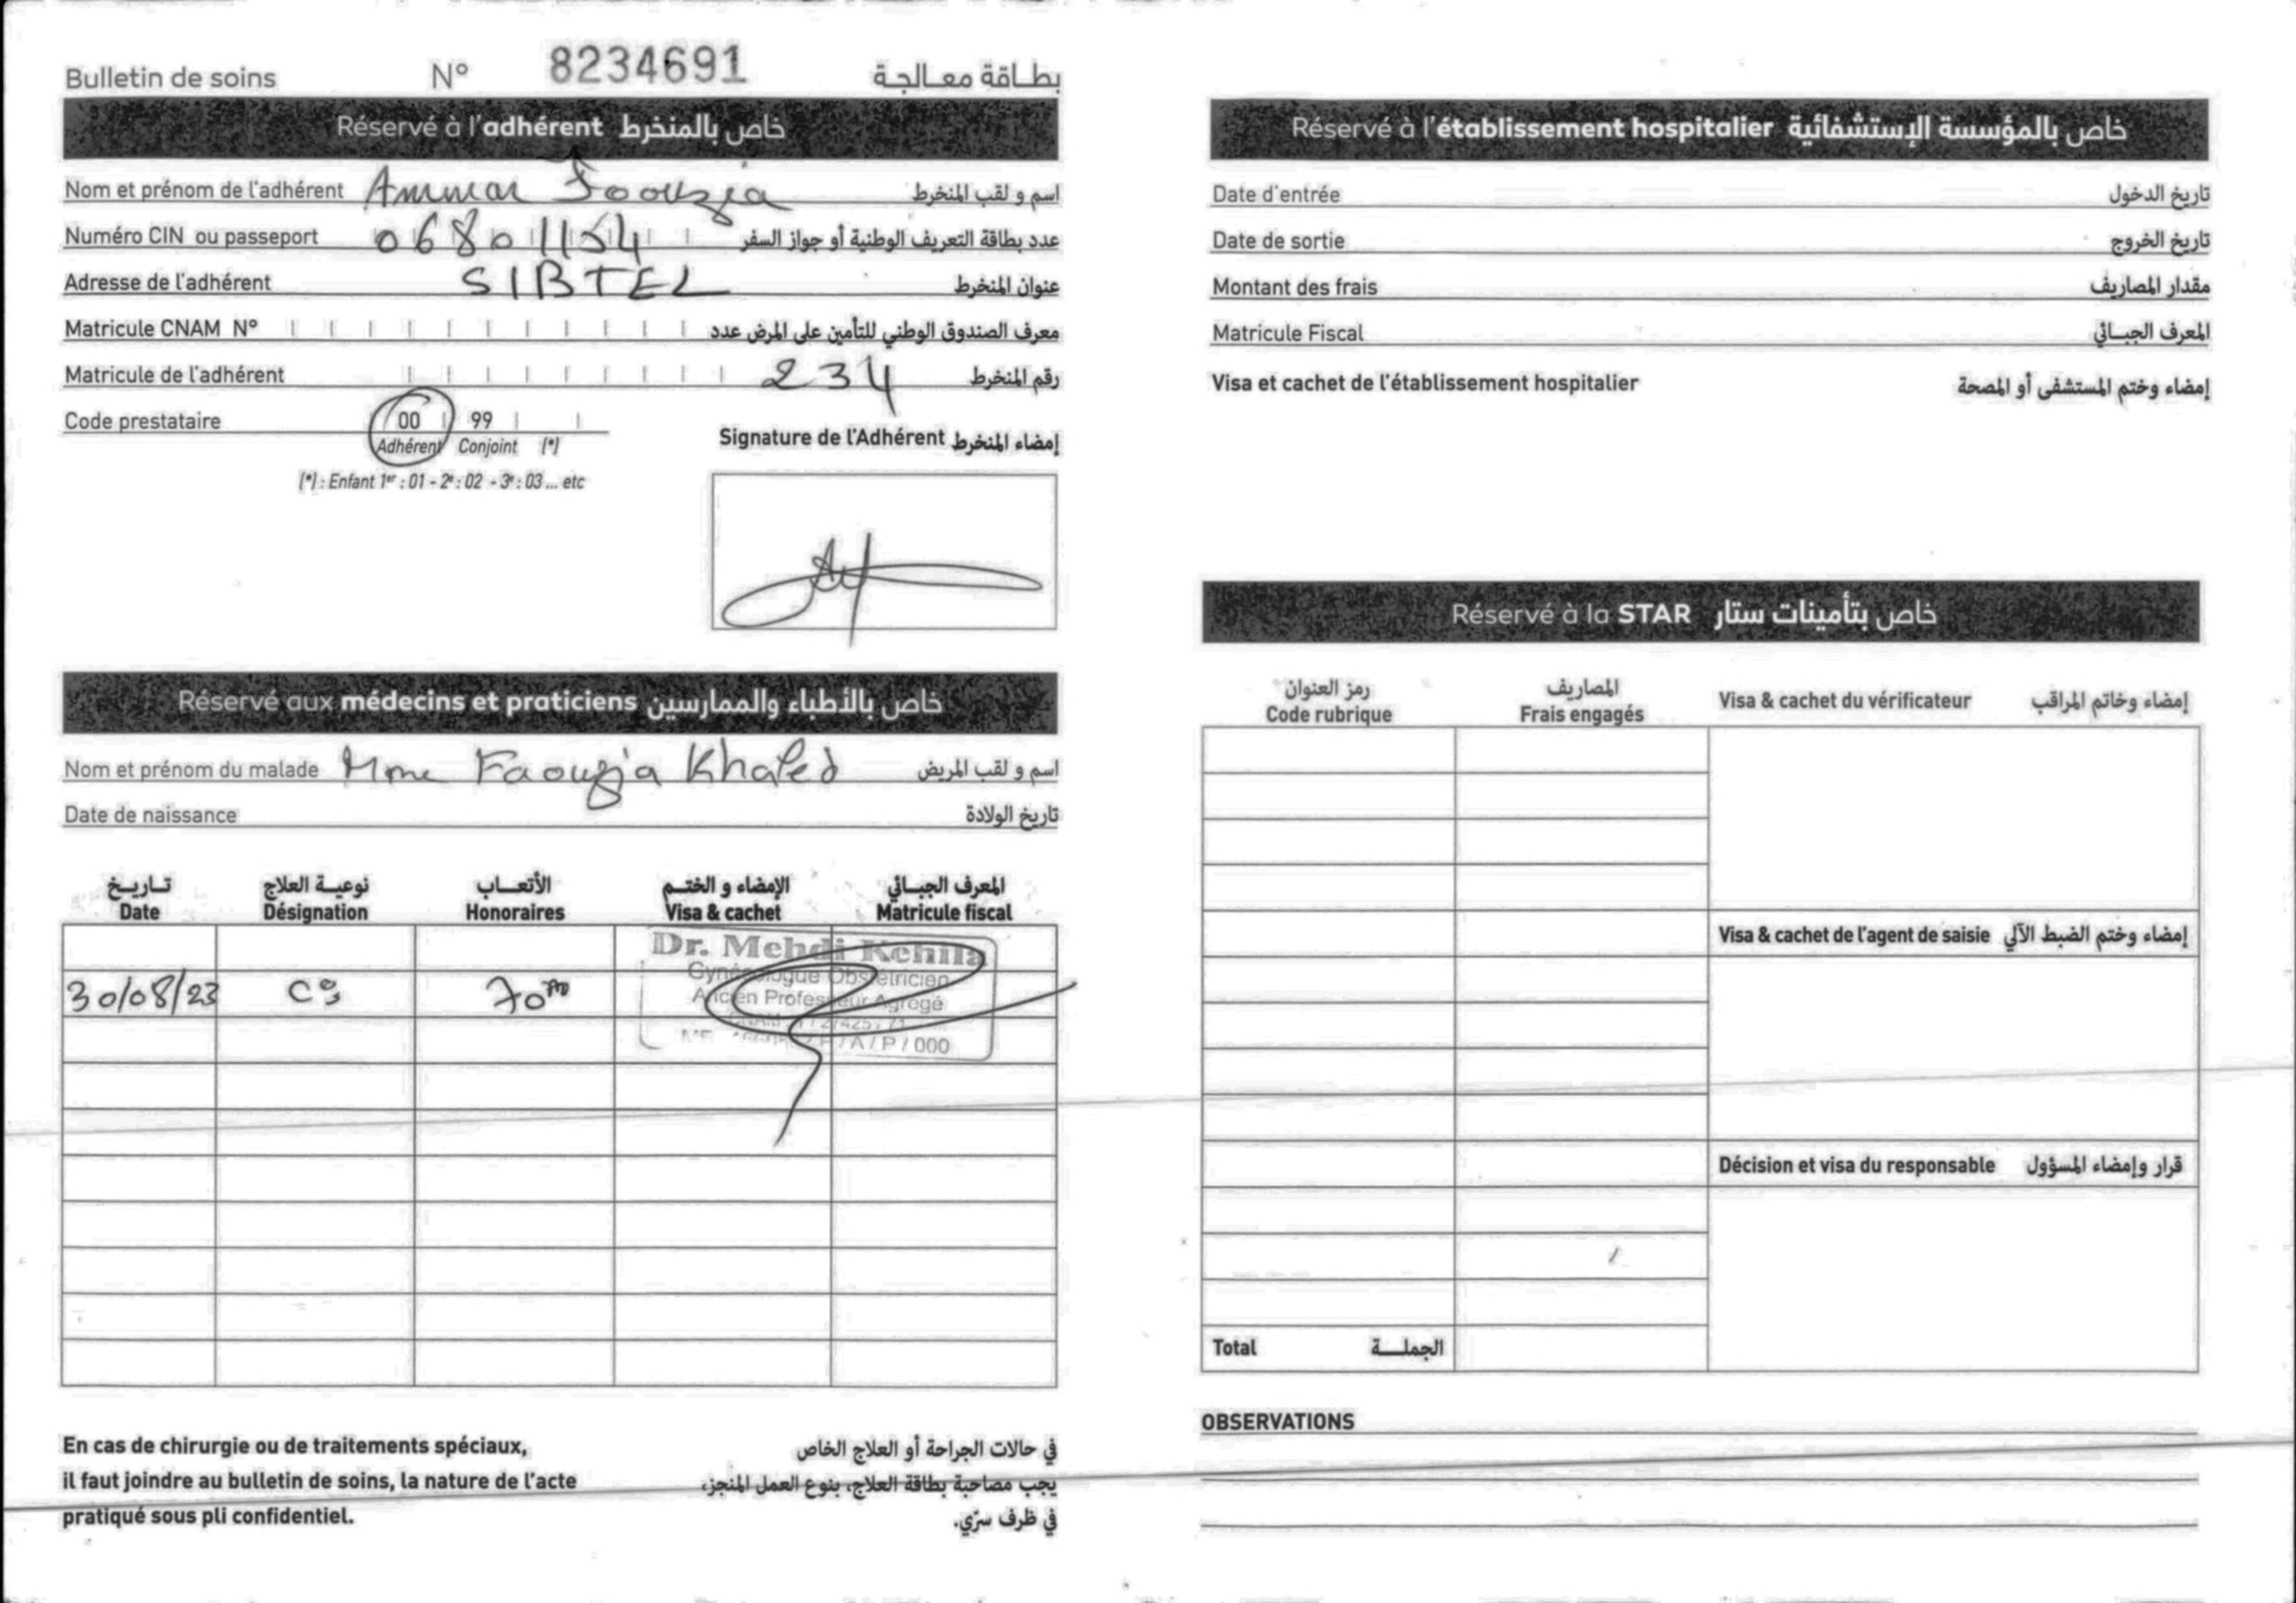 Bulletin de soins N° 8234691 بطاقة معالجة
Réservé à l'adhérent خاص بالمنخرط
Nom et prénom de l'adhérent Ammar Faouzia اسم و لقب المنخرط
Numéro CIN ou passeport 06801154 عدد بطاقة التعريف الوطنية أو جواز السفر
Adresse de l'adhérent SIBTEL عنوان المنخرط
Matricule CNAM N° معرف الصندوق الوطني للتأمين على المرض عدد
Matricule de l'adhérent 234 رقم المنخرط
Code prestataire 00 99
Adhérent Conjoint (*)
(*) : Enfant 1er : 01 - 2e : 02 - 3e : 03 ... etc
Signature de l'Adhérent إمضاء المنخرط
Réservé aux médecins et praticiens خاص بالأطباء والممارسين
Nom et prénom du malade Mme Faouzia Khaled اسم و لقب المريض
Date de naissance تاريخ الولادة
تاريخ نوعية العلاج الأتعاب الإمضاء و الختم المعرف الجبائي
Date Désignation Honoraires Visa & cachet Matricule fiscal
Dr. Mehdi Kehila
Gynécologue Obstétricien
30/08/23 Cs 70
Ancien Professeur Agrégé
/ A / P / 000
En cas de chirurgie ou de traitements spéciaux,
il faut joindre au bulletin de soins, la nature de l'acte
pratiqué sous pli confidentiel.
في حالات الجراحة أو العلاج الخاص
يجب مصاحبة بطاقة العلاج، بنوع العمل المنجز،
في ظرف سرّي.
Réservé à l'établissement hospitalier خاص بالمؤسسة الإستشفائية
Date d'entrée تاريخ الدخول
Date de sortie تاريخ الخروج
Montant des frais مقدار المصاريف
Matricule Fiscal المعرف الجبائي
Visa et cachet de l'établissement hospitalier إمضاء وختم المستشفى أو المصحة
Réservé à la STAR خاص بتأمينات ستار
رمز العنوان المصاريف
Code rubrique Frais engagés Visa & cachet du vérificateur إمضاء وخاتم المراقب
Visa & cachet de l'agent de saisie إمضاء وختم الضبط الآلي
Décision et visa du responsable قرار وإمضاء المسؤول
Total الجملة
OBSERVATIONS